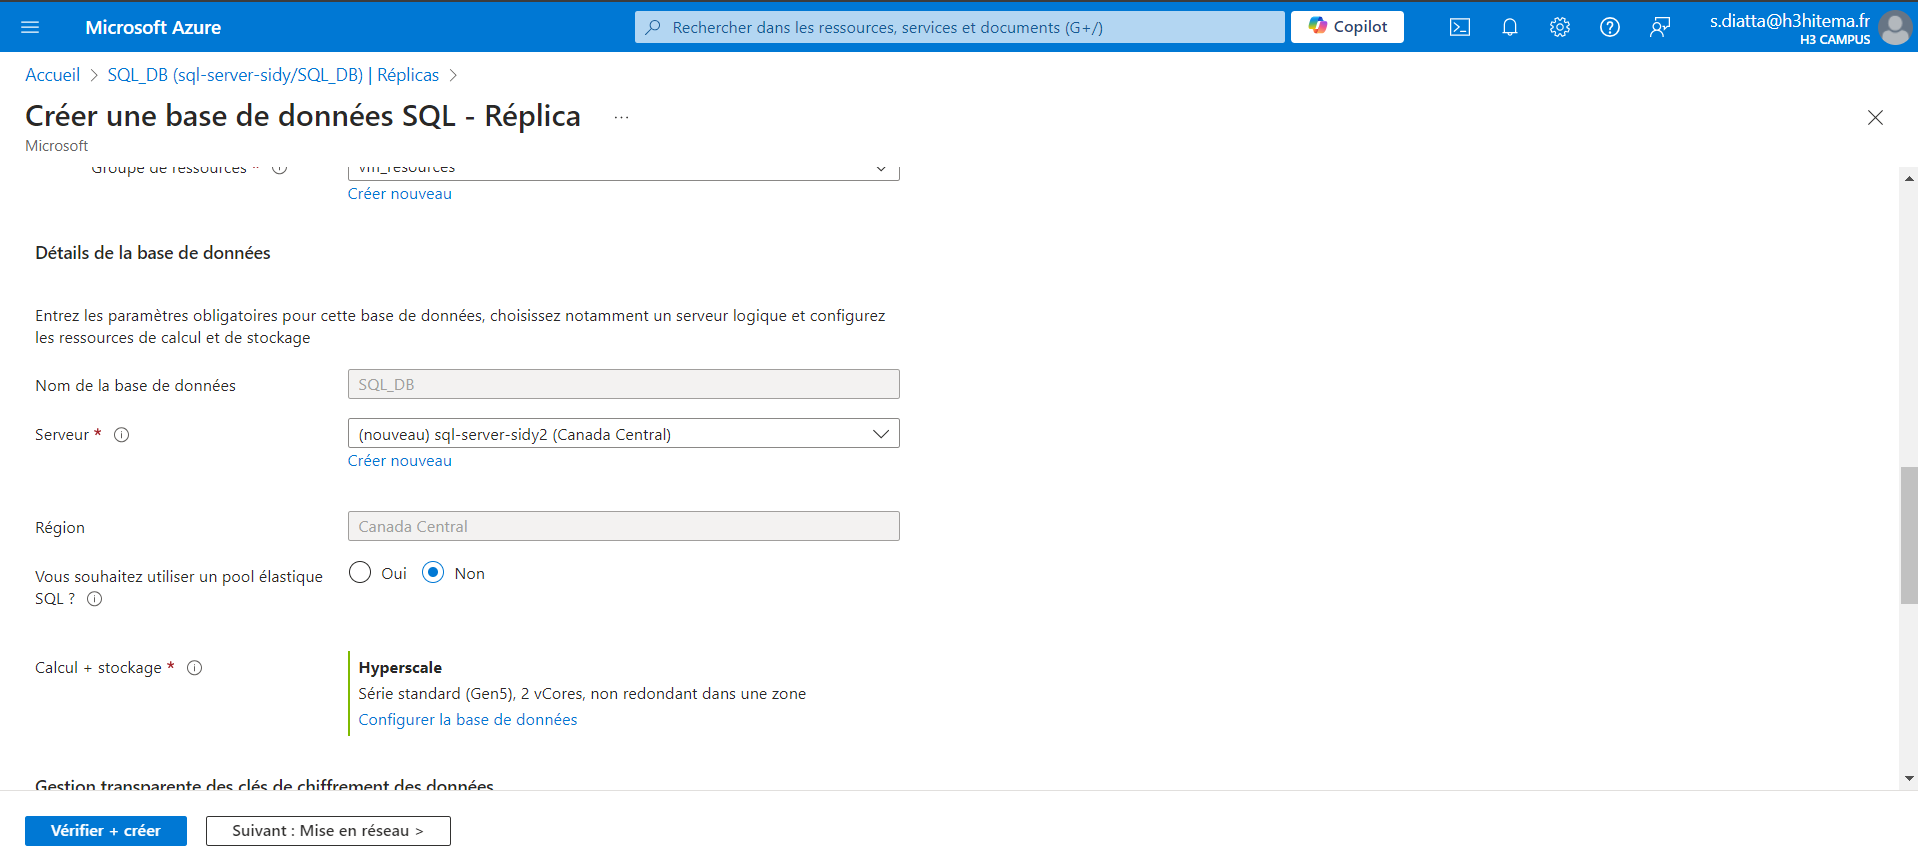 Microsoft Azure
Rechercher dans les ressources, services et documents (G+/)
Copilot
s.diatta@h3hitema.fr
H3 CAMPUS
Accueil > SQL_DB (sql-server-sidy/SQL_DB) | Réplicas >
Créer une base de données SQL - Réplica ...
Microsoft
Groupe de ressources *
vm_resources
Créer nouveau
Détails de la base de données
Entrez les paramètres obligatoires pour cette base de données, choisissez notamment un serveur logique et configurez
les ressources de calcul et de stockage
Nom de la base de données
SQL_DB
Serveur *
(nouveau) sql-server-sidy2 (Canada Central)
Créer nouveau
Région
Canada Central
Vous souhaitez utiliser un pool élastique
SQL ?
Oui
Non
Calcul + stockage *
Hyperscale
Série standard (Gen5), 2 vCores, non redondant dans une zone
Configurer la base de données
Gestion transparente des clés de chiffrement des données
Vérifier + créer
Suivant : Mise en réseau >